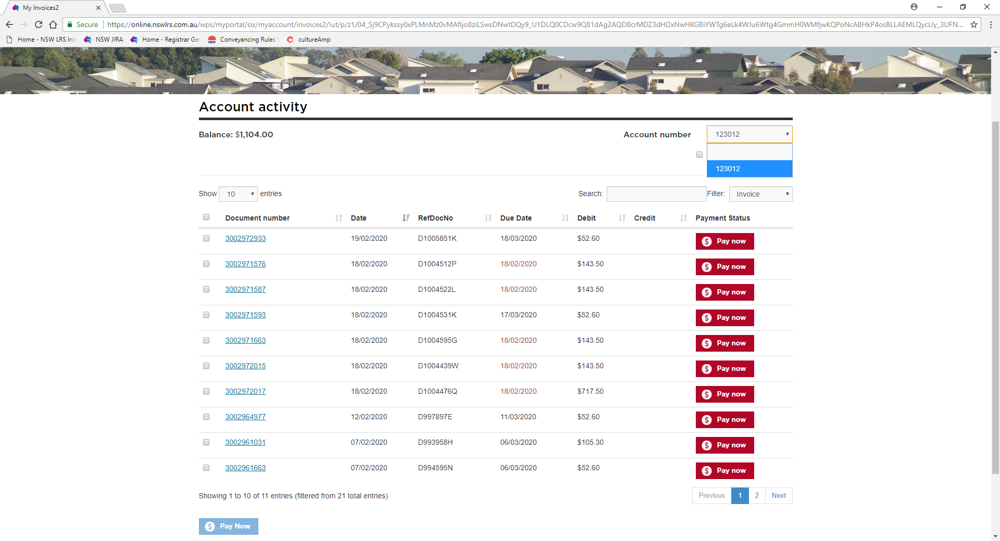 My Invoices2
Secure
https://online.nswlrs.com.au/wps/myportal/six/myaccount/invoices2/
Home - NSW LRS Int
NSW JIRA
Home - Registrar Ger
NSW
Conveyancing Rules
cultureAmp
Account activity
Balance: $1,104.00
Account number
123012
123012
Show 10 entries
Search:
Filter: Invoice
Document number Date RefDocNo Due Date Debit Credit Payment Status
3002972933 19/02/2020 D1005851K 18/03/2020 $52.60 Pay now
3002971576 18/02/2020 D1004512P 18/02/2020 $143.50 Pay now
3002971587 18/02/2020 D1004522L 18/02/2020 $143.50 Pay now
3002971593 18/02/2020 D1004531K 17/03/2020 $52.60 Pay now
3002971663 18/02/2020 D1004595G 18/02/2020 $143.50 Pay now
3002972015 18/02/2020 D1004439W 18/02/2020 $143.50 Pay now
3002972017 18/02/2020 D1004476Q 18/02/2020 $717.50 Pay now
3002964977 12/02/2020 D997897E 11/03/2020 $52.60 Pay now
3002961031 07/02/2020 D993958H 06/03/2020 $105.30 Pay now
3002961663 07/02/2020 D994595N 06/03/2020 $52.60 Pay now
Showing 1 to 10 of 11 entries (filtered from 21 total entries)
Previous 1 2 Next
Pay Now